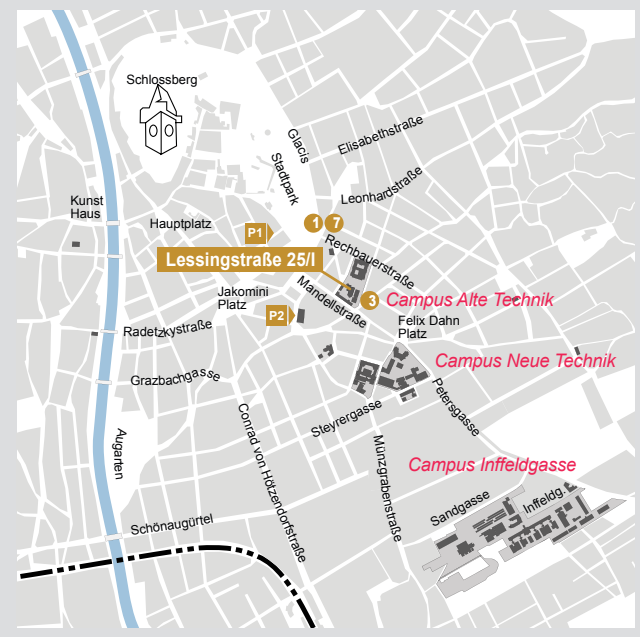 Schlossberg
Glacis
Elisabethstraße
Stadtpark
Leonhardstraße
Kunst
Haus
Hauptplatz
P1
1
7
Rechbauerstraße
Lessingstraße 25/I
Jakomini
Platz
Mandellstraße
3
Campus Alte Technik
P2
Felix Dahn
Platz
Radetzkystraße
Campus Neue Technik
Grazbachgasse
Petersgasse
Steyrergasse
Conrad von Hötzendorfstraße
Münzgrabenstraße
Augarten
Campus Inffeldgasse
Sandgasse
Inffeldg.
Schönaugürtel